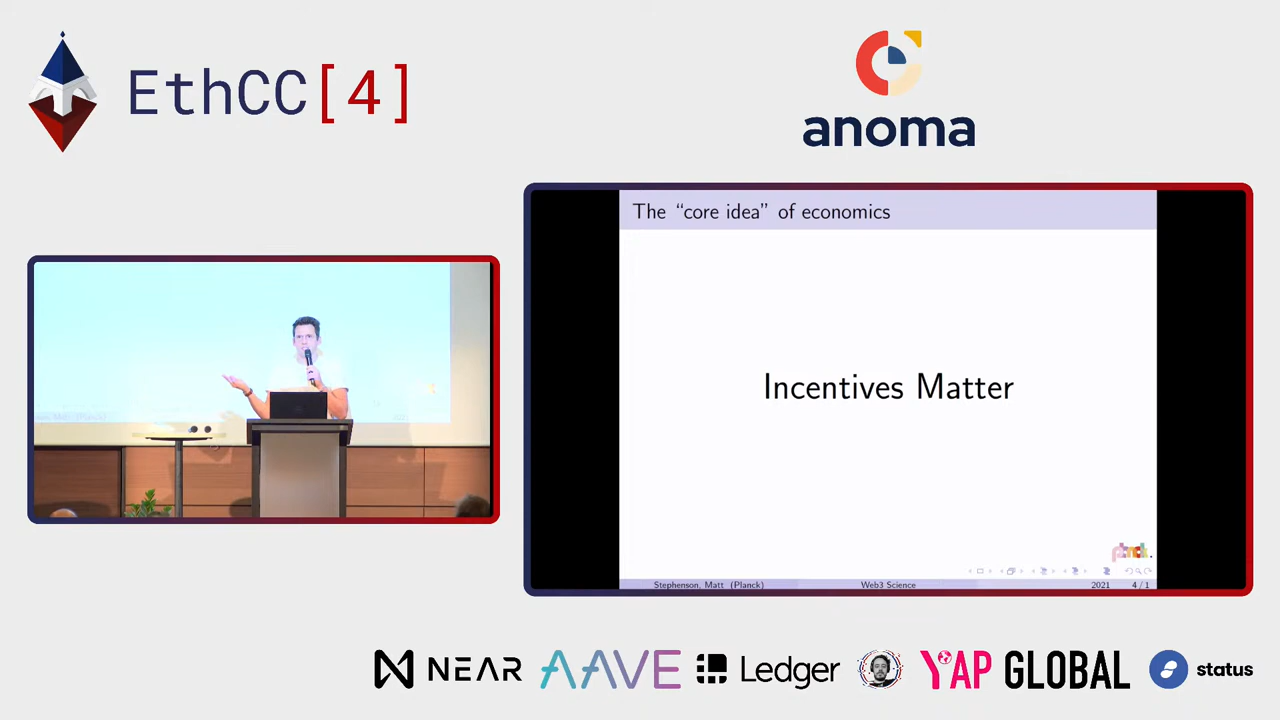 EthCC[4]
anoma
The “core idea” of economics
Incentives Matter
planck.
Stephenson, Matt (Planck)
Web3 Science
2021
4 / 1
NEAR
AAVE
Ledger
YAP GLOBAL
status